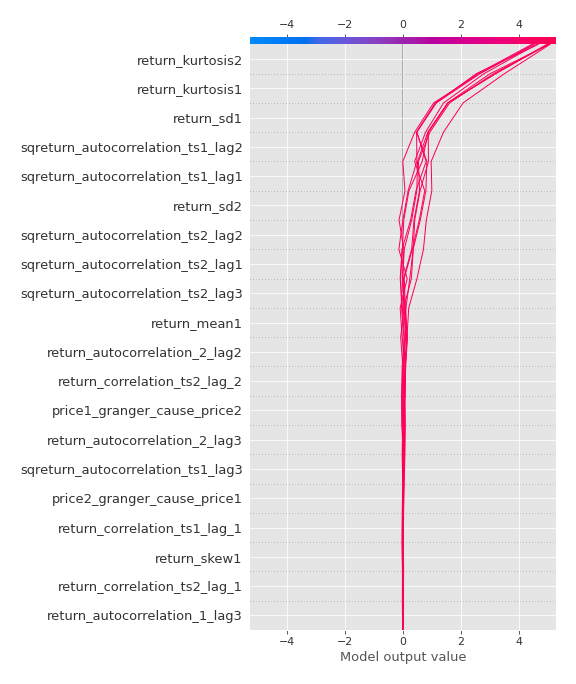 −4 −2 0 2 4
return_kurtosis2
return_kurtosis1
return_sd1
sqreturn_autocorrelation_ts1_lag2
sqreturn_autocorrelation_ts1_lag1
return_sd2
sqreturn_autocorrelation_ts2_lag2
sqreturn_autocorrelation_ts2_lag1
sqreturn_autocorrelation_ts2_lag3
return_mean1
return_autocorrelation_2_lag2
return_correlation_ts2_lag_2
price1_granger_cause_price2
return_autocorrelation_2_lag3
sqreturn_autocorrelation_ts1_lag3
price2_granger_cause_price1
return_correlation_ts1_lag_1
return_skew1
return_correlation_ts2_lag_1
return_autocorrelation_1_lag3
−4 −2 0 2 4
Model output value